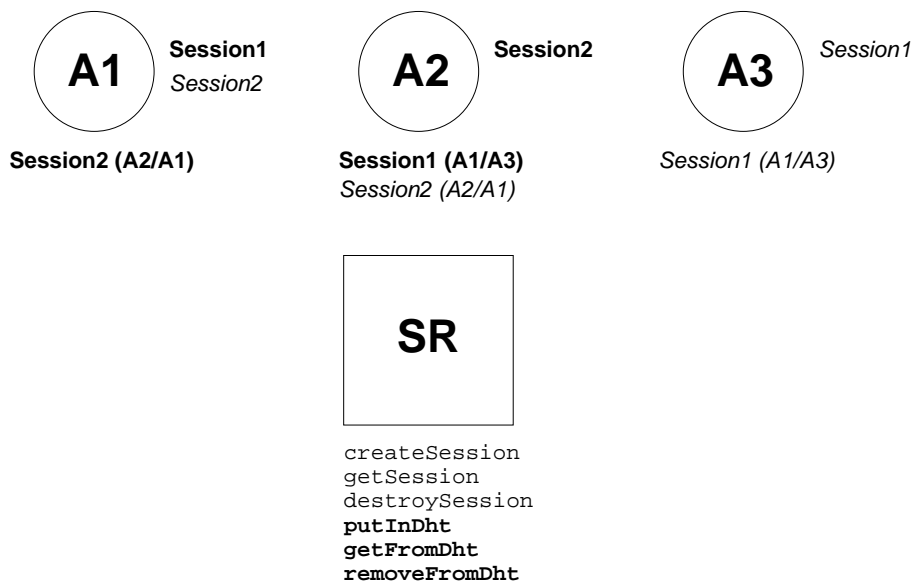 A1
Session1
Session2
Session2 (A2/A1)
A2
Session2
Session1 (A1/A3)
Session2 (A2/A1)
A3
Session1
Session1 (A1/A3)
SR
createSession
getSession
destroySession
putInDht
getFromDht
removeFromDht